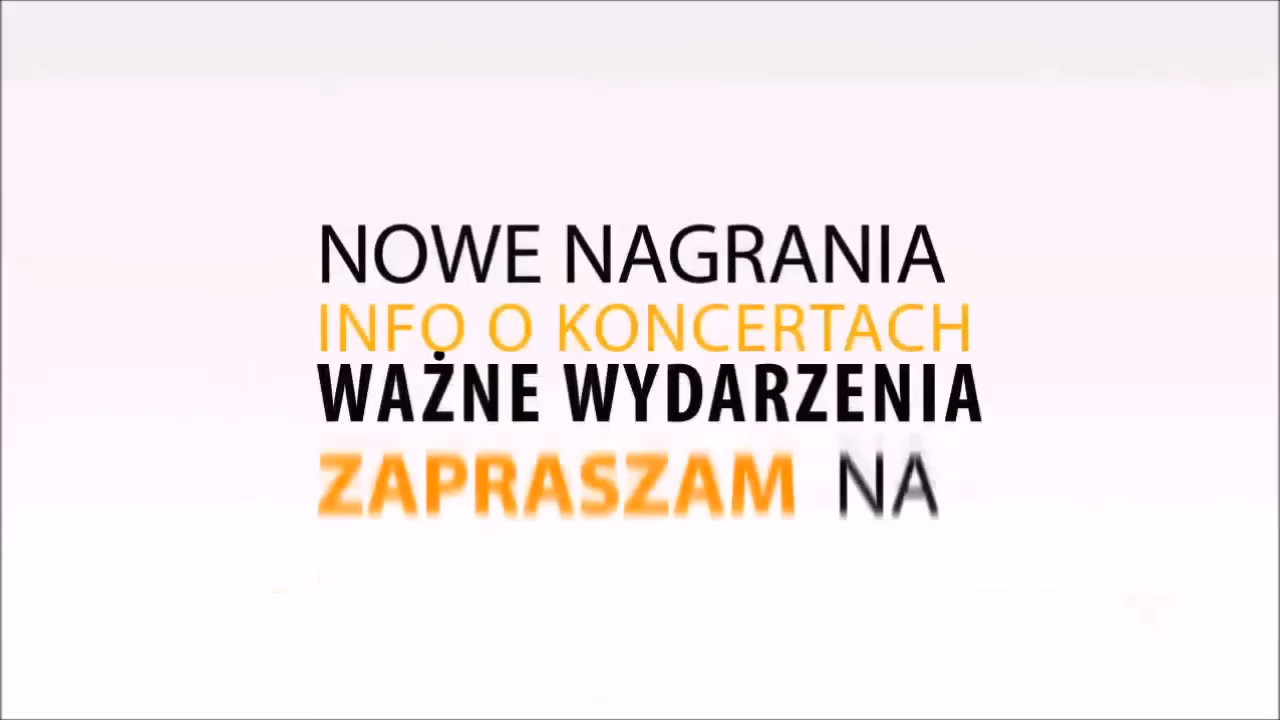 NOWE NAGRANIA
INFO O KONCERTACH
WAŻNE WYDARZENIA
ZAPRASZAM NA